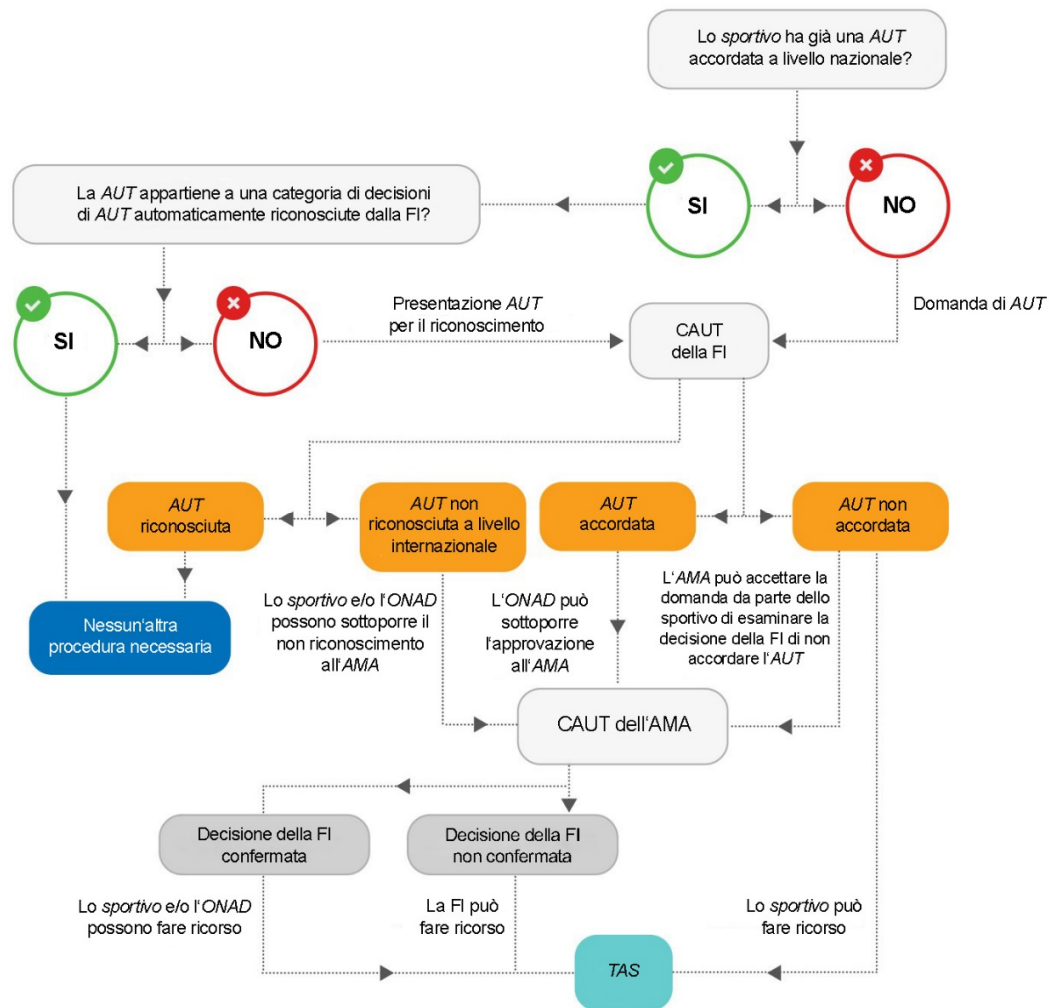 Lo sportivo ha già una AUT
accordata a livello nazionale?
SI
NO
La AUT appartiene a una categoria di decisioni
di AUT automaticamente riconosciute dalla FI?
SI
NO
Presentazione AUT
per il riconoscimento
CAUT
della FI
Domanda di AUT
AUT
riconosciuta
AUT non
riconosciuta a livello
internazionale
AUT
accordata
AUT non
accordata
Nessun‘altra
procedura necessaria
Lo sportivo e/o l‘ONAD
possono sottoporre il
non riconoscimento
all‘AMA
L‘ONAD può
sottoporre
l‘approvazione
all‘AMA
L‘AMA può accettare la
domanda da parte dello
sportivo di esaminare la
decisione della FI di non
accordare l‘AUT
CAUT dell‘AMA
Decisione della FI
confermata
Decisione della FI
non confermata
Lo sportivo e/o l‘ONAD
possono fare ricorso
La FI può
fare ricorso
Lo sportivo può
fare ricorso
TAS